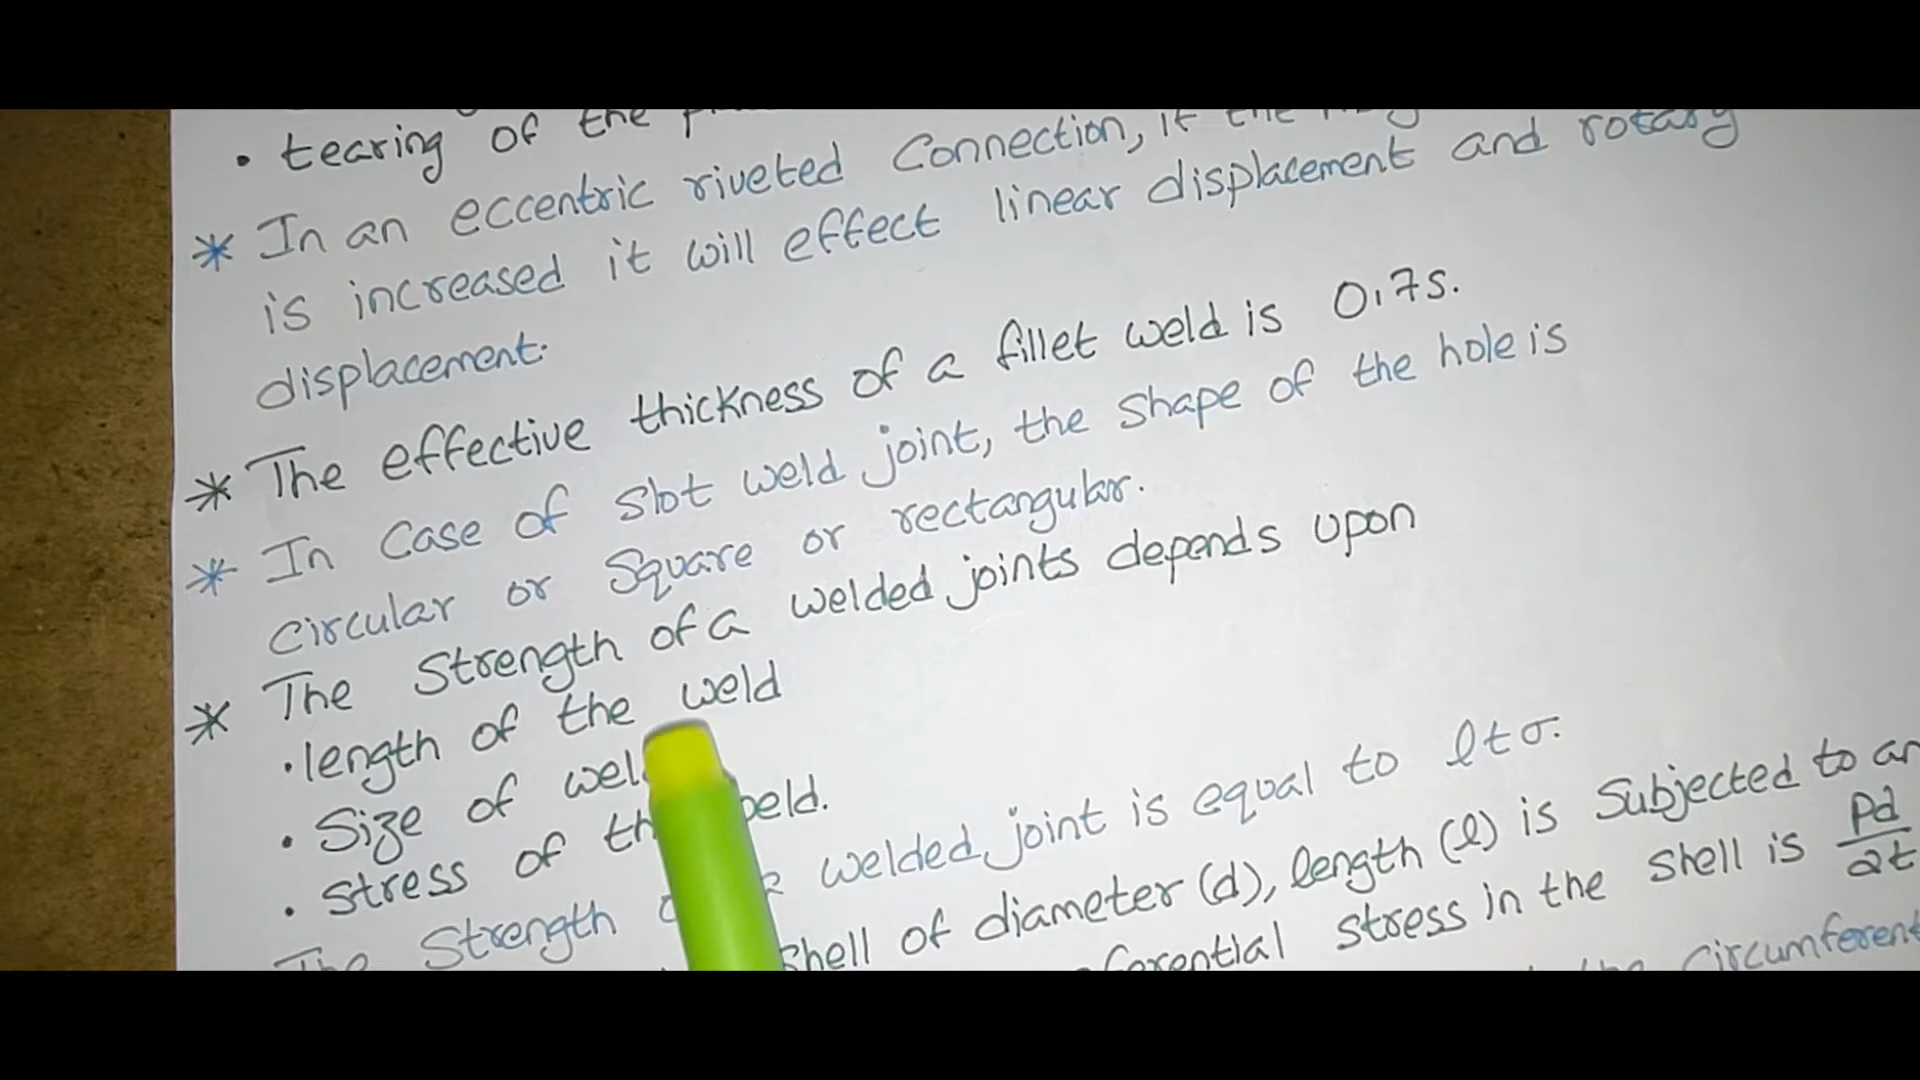 • tearing of the
* In an eccentric riveted Connection, if the
is increased it will effect linear displacement and rotary
displacement.
* The effective thickness of a fillet weld is 0.7s.
* In case of slot weld joint, the shape of the hole is
circular or square or rectangular.
* The strength of a welded joints depends upon
• length of the weld
• Size of
• stress of
The Strength welded joint is equal to ltσ.
shell of diameter (d), length (l) is subjected to an
stress in the shell is Pd/2t